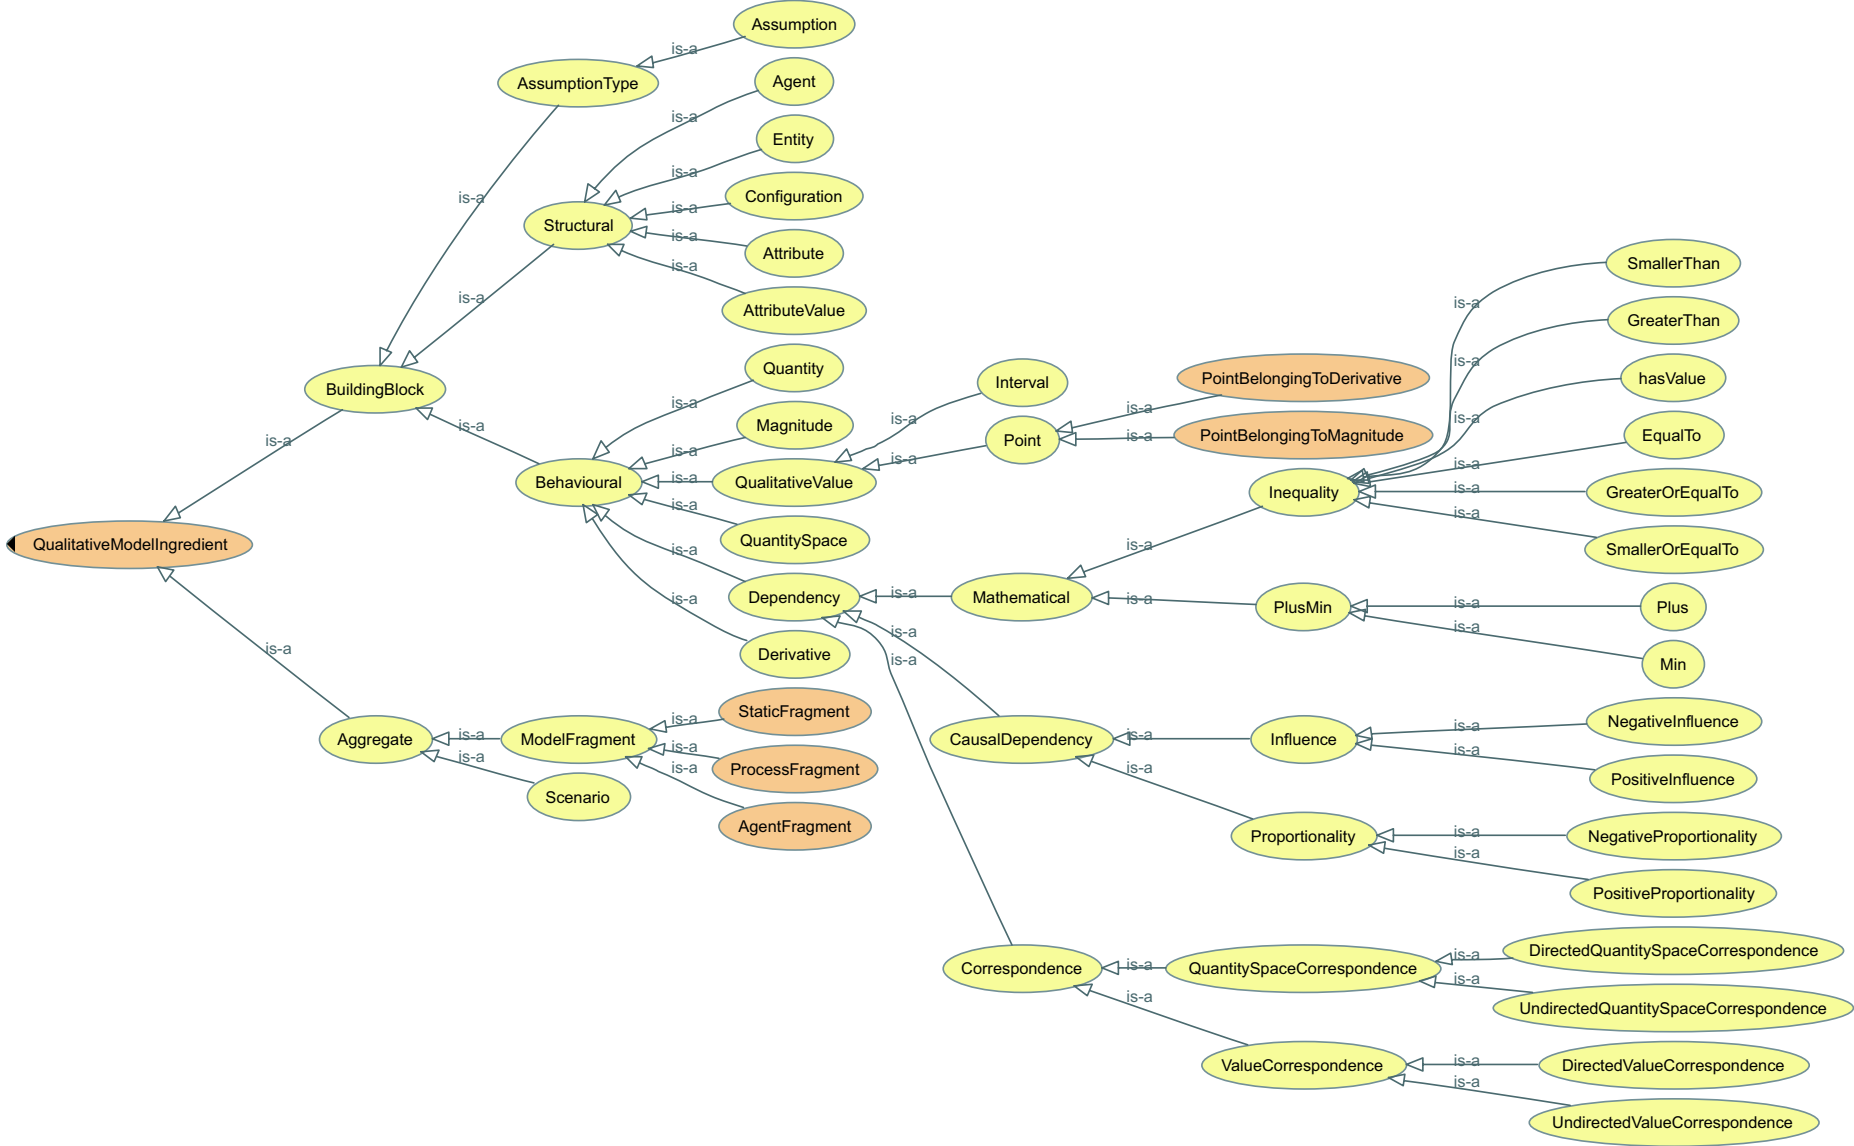 Assumption
is-a
AssumptionType
Agent
is-a
Entity
is-a
is-a
Configuration
is-a
Structural
is-a
Attribute
is-a
AttributeValue
is-a
SmallerThan
is-a
GreaterThan
is-a
hasValue
is-a
EqualTo
is-a
Inequality
is-a
GreaterOrEqualTo
is-a
SmallerOrEqualTo
BuildingBlock
is-a
is-a
Quantity
is-a
Magnitude
is-a
Behavioural
is-a
QualitativeValue
is-a
Interval
is-a
Point
is-a
PointBelongingToDerivative
is-a
PointBelongingToMagnitude
is-a
QuantitySpace
is-a
Dependency
is-a
Mathematical
is-a
is-a
PlusMin
is-a
Plus
is-a
Min
is-a
Derivative
QualitativeModelIngredient
is-a
is-a
is-a
Aggregate
is-a
ModelFragment
is-a
StaticFragment
is-a
ProcessFragment
is-a
AgentFragment
is-a
Scenario
CausalDependency
is-a
Influence
is-a
NegativeInfluence
is-a
PositiveInfluence
is-a
Proportionality
is-a
NegativeProportionality
is-a
PositiveProportionality
Correspondence
is-a
QuantitySpaceCorrespondence
is-a
DirectedQuantitySpaceCorrespondence
is-a
UndirectedQuantitySpaceCorrespondence
is-a
ValueCorrespondence
is-a
DirectedValueCorrespondence
is-a
UndirectedValueCorrespondence